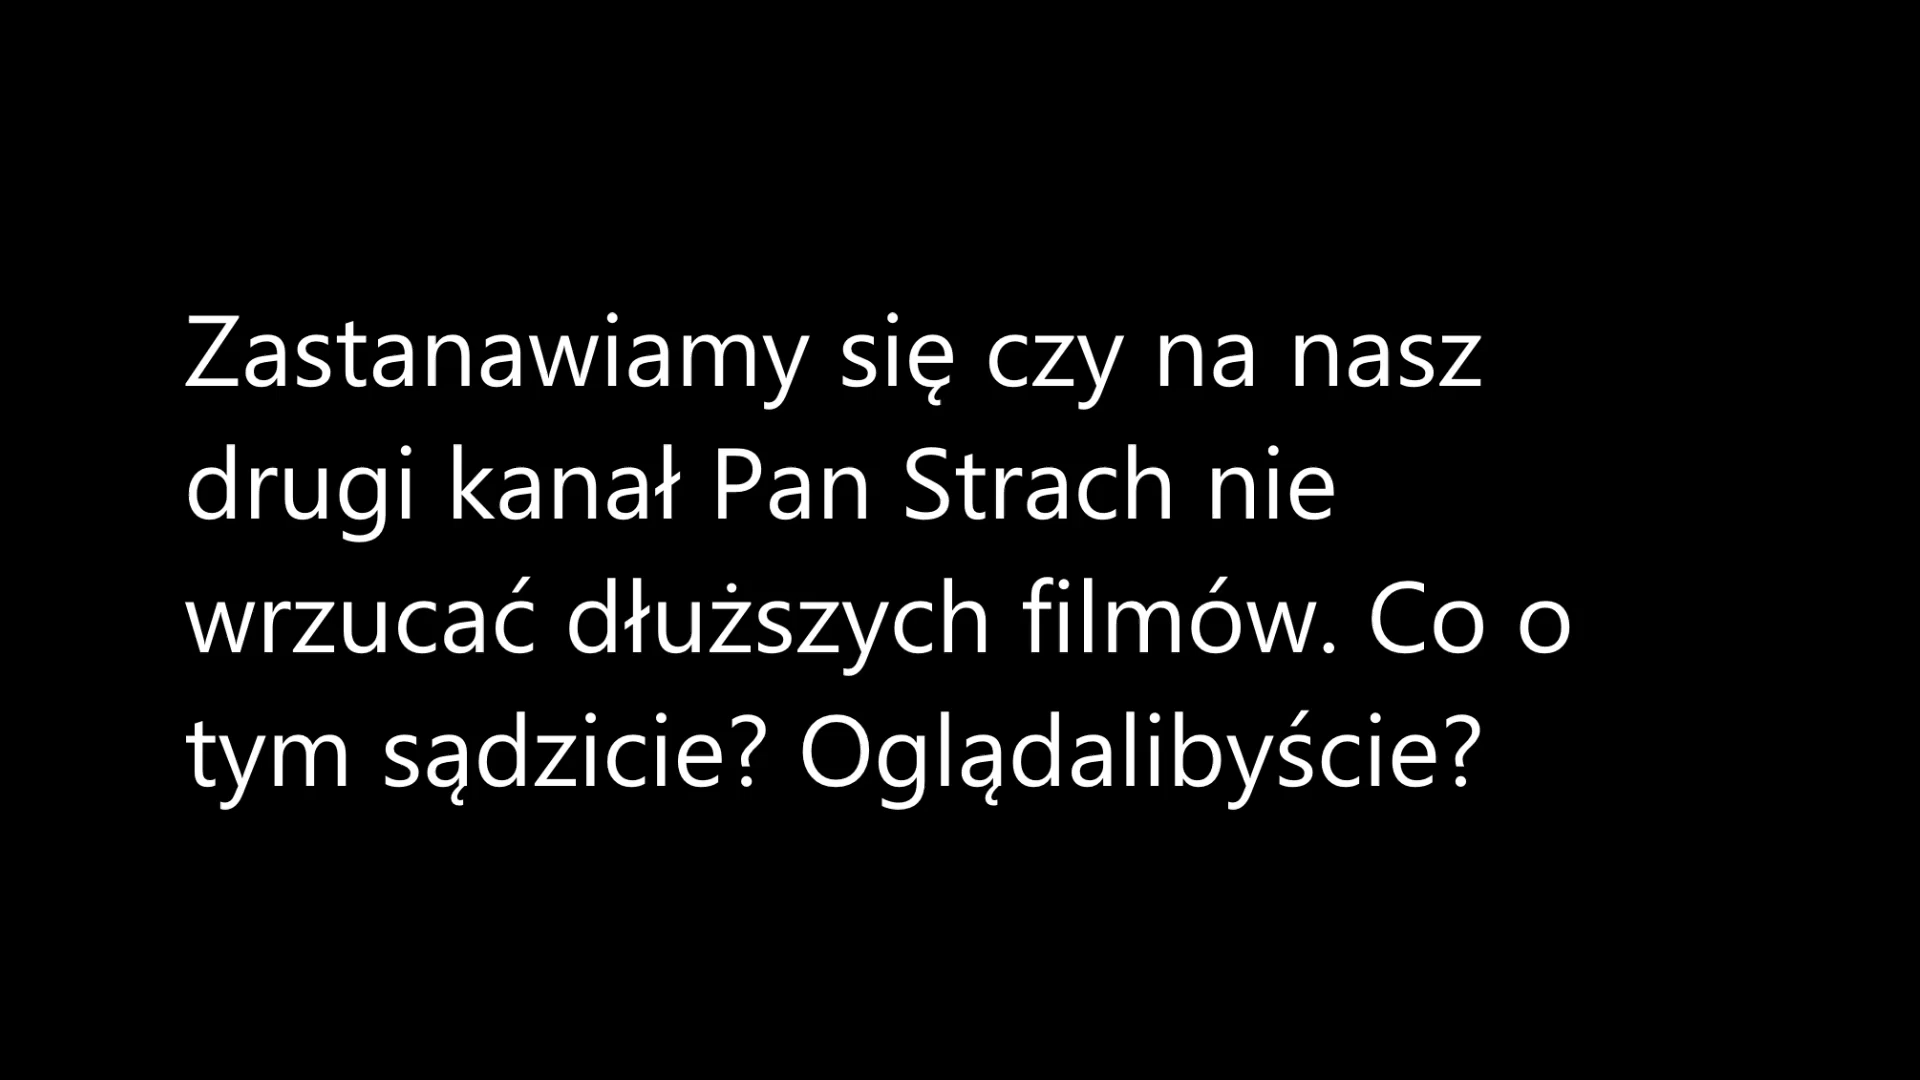 Zastanawiamy się czy na nasz
drugi kanał Pan Strach nie
wrzucać dłuższych filmów. Co o
tym sądzicie? Oglądalibyście?